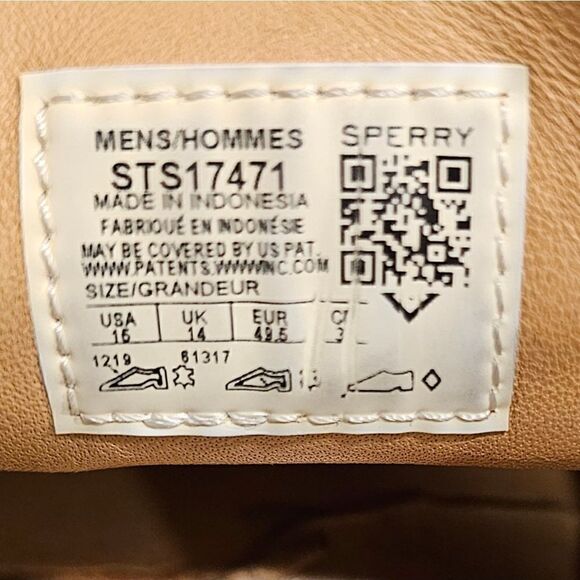 MENS/HOMMES
SPERRY
STS17471
MADE IN INDONESIA
FABRIQUÉ EN INDONÉSIE
MAY BE COVERED BY US PAT.
WWW.PATENTS.WWWINC.COM
SIZE/GRANDEUR
USA UK EUR
15 14 49.5
1219 61317